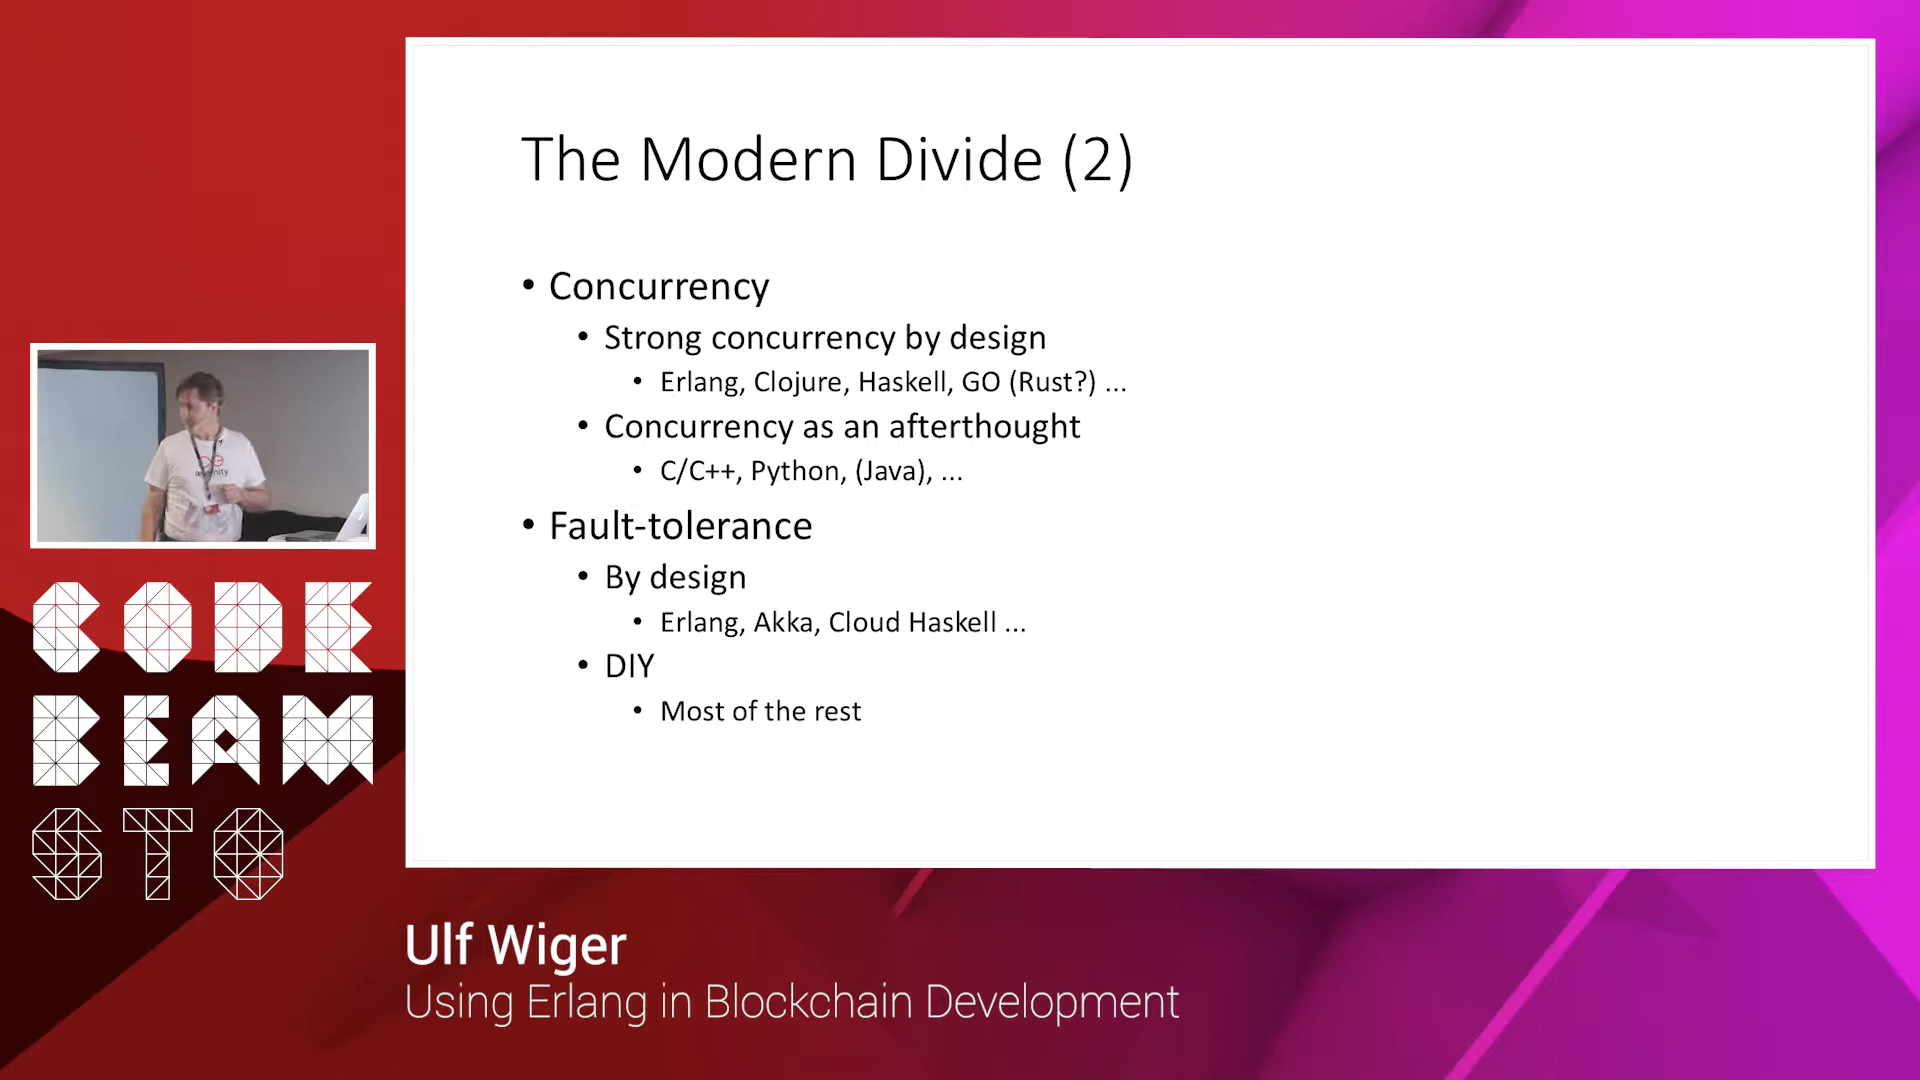 The Modern Divide (2)
• Concurrency
• Strong concurrency by design
• Erlang, Clojure, Haskell, GO (Rust?) ...
• Concurrency as an afterthought
• C/C++, Python, (Java), ...
• Fault-tolerance
• By design
• Erlang, Akka, Cloud Haskell ...
• DIY
• Most of the rest
CODE
BEAM
STO
Ulf Wiger
Using Erlang in Blockchain Development